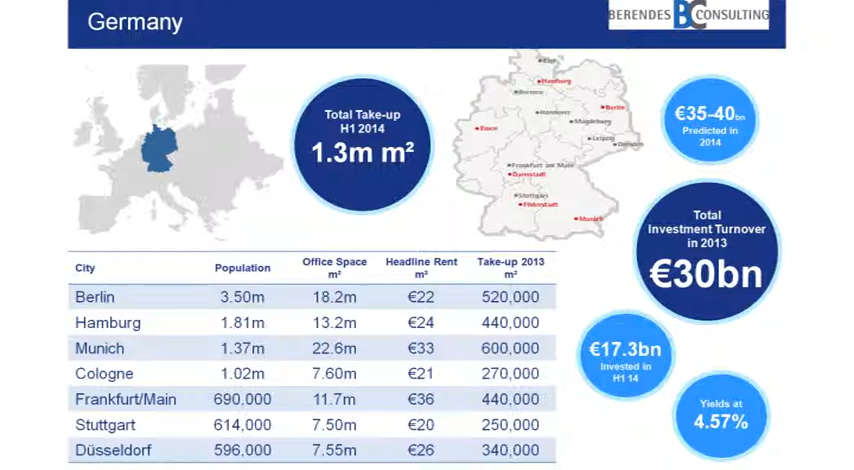 Germany
BERENDES BC CONSULTING
Total Take-up
H1 2014
1.3m m²
Kiel
Hamburg
Bremen
Berlin
Hannover
Magdeburg
Essen
Leipzig
Dresden
Frankfurt am Main
Darmstadt
Stuttgart
Filderstadt
Munich
€35-40bn
Predicted in
2014
Total
Investment Turnover
in 2013
€30bn
€17.3bn
Invested in
H1 14
Yields at
4.57%
City Population Office Space m² Headline Rent m² Take-up 2013 m²
Berlin 3.50m 18.2m €22 520,000
Hamburg 1.81m 13.2m €24 440,000
Munich 1.37m 22.6m €33 600,000
Cologne 1.02m 7.60m €21 270,000
Frankfurt/Main 690,000 11.7m €36 440,000
Stuttgart 614,000 7.50m €20 250,000
Düsseldorf 596,000 7.55m €26 340,000